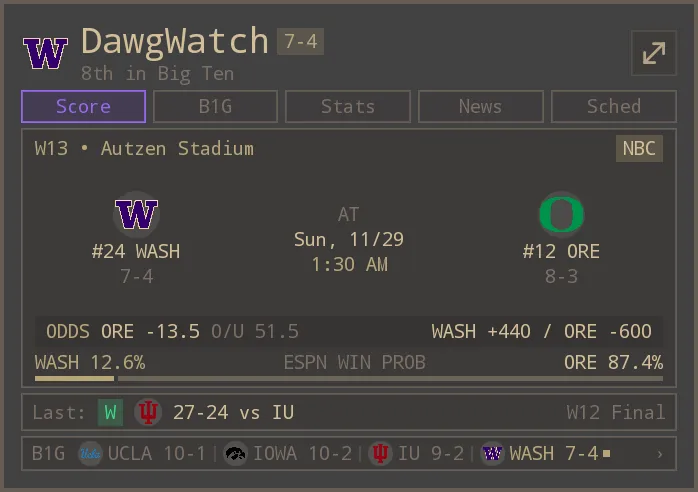 W DawgWatch 7-4
8th in Big Ten
Score B1G Stats News Sched
W13 • Autzen Stadium NBC
W AT O
#24 WASH Sun, 11/29 #12 ORE
7-4 1:30 AM 8-3
ODDS ORE -13.5 O/U 51.5 WASH +440 / ORE -600
WASH 12.6% ESPN WIN PROB ORE 87.4%
Last: W 27-24 vs IU W12 Final
B1G Ucla UCLA 10-1 | IOWA 10-2 | IU 9-2 | W WASH 7-4 ▪ ›